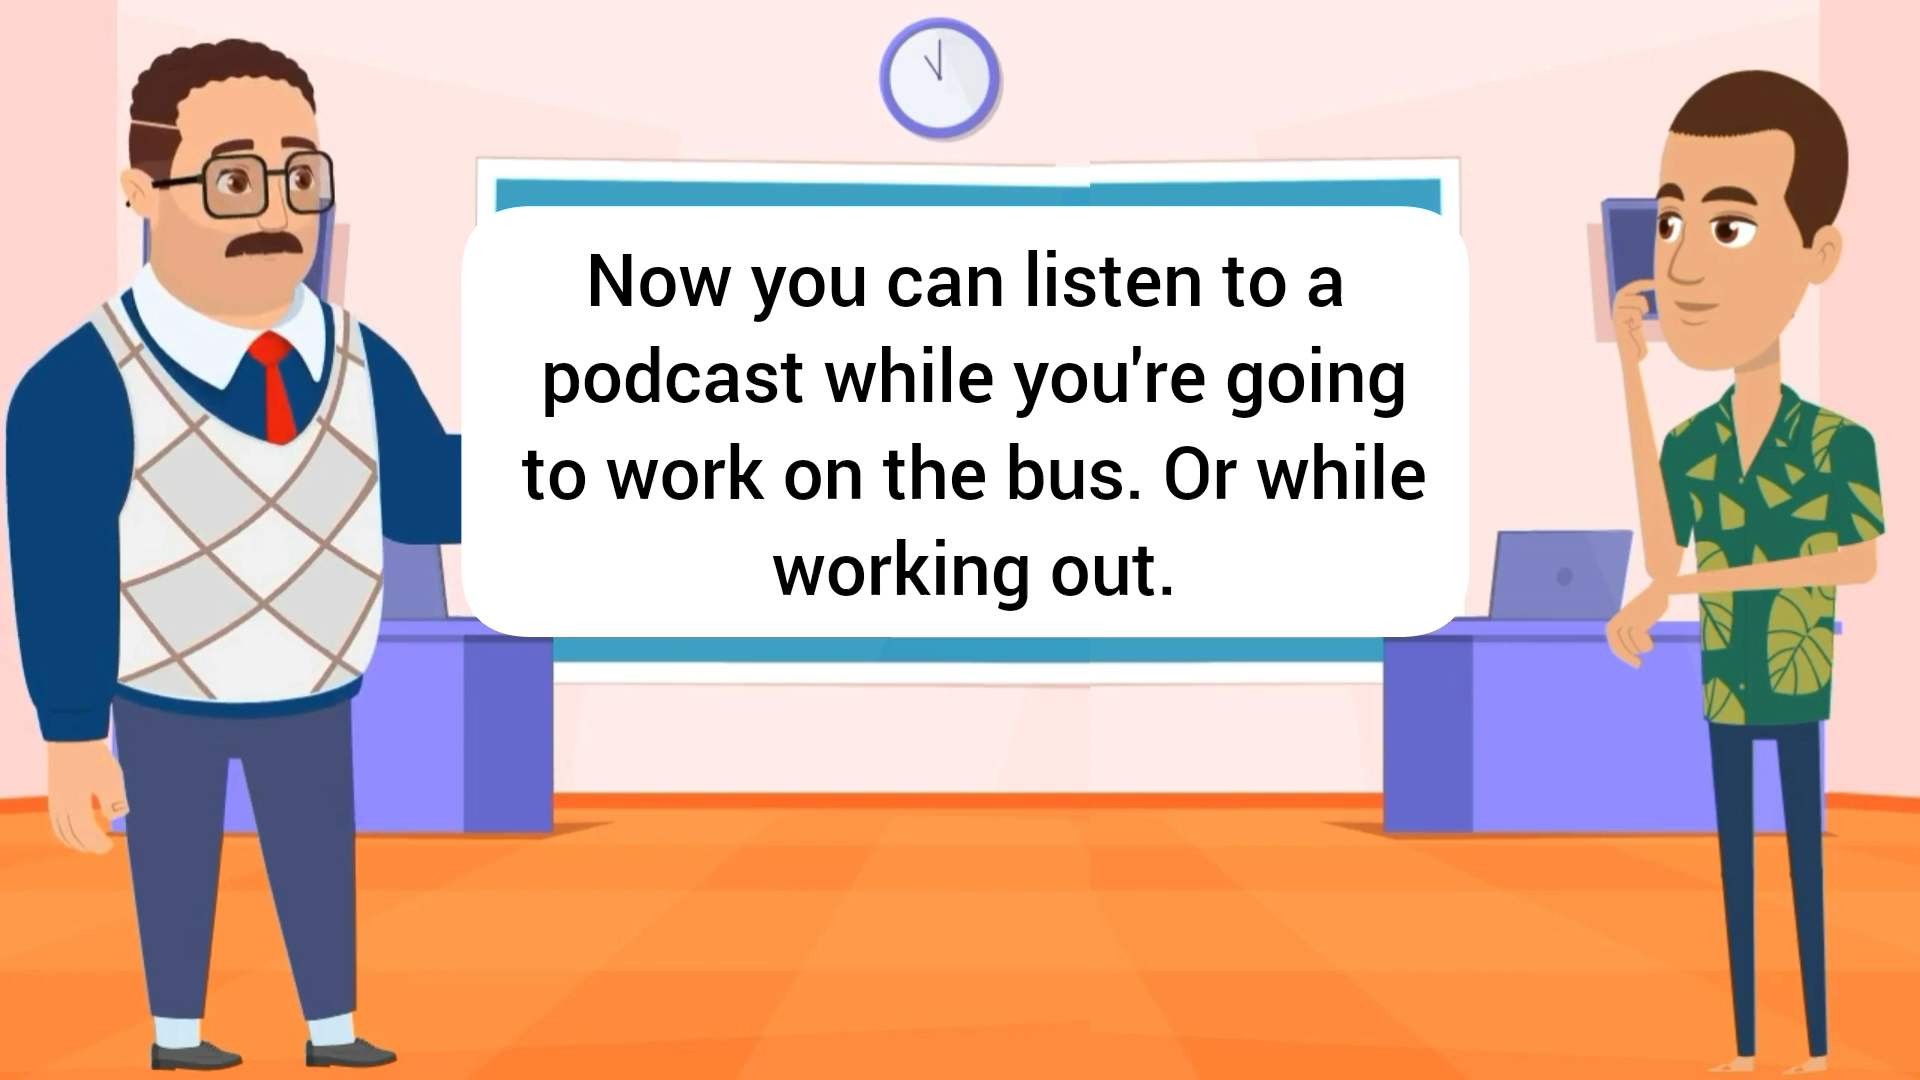 Now you can listen to a
podcast while you're going
to work on the bus. Or while
working out.